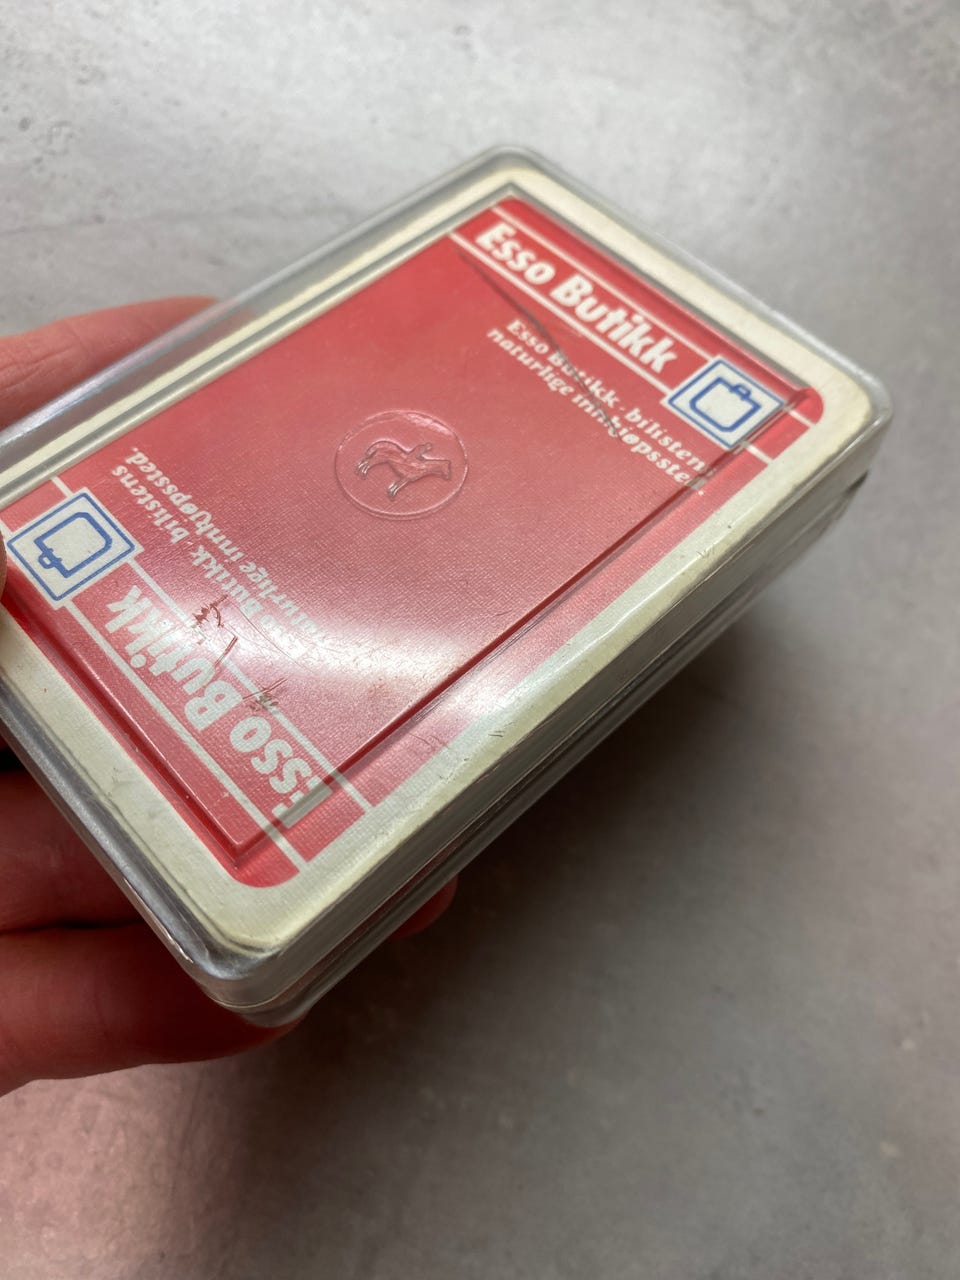 Esso Butikk
Esso Butikk - bilistens
naturlige innkjøpssted.
Esso Butikk
Esso Butikk - bilistens
naturlige innkjøpssted.